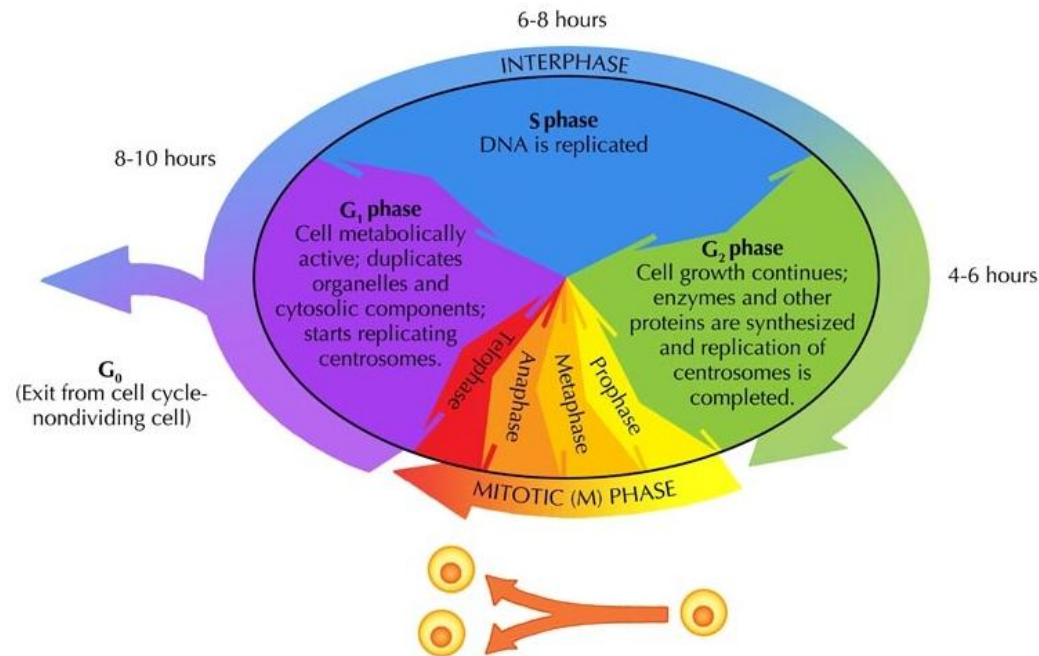 6-8 hours
INTERPHASE
S phase
DNA is replicated
8-10 hours
G₁ phase
Cell metabolically
active; duplicates
organelles and
cytosolic components;
starts replicating
centrosomes.
G₂ phase
Cell growth continues;
enzymes and other
proteins are synthesized
and replication of
centrosomes is
completed.
4-6 hours
G₀
(Exit from cell cycle-
nondividing cell)
Telophase
Anaphase
Metaphase
Prophase
MITOTIC (M) PHASE